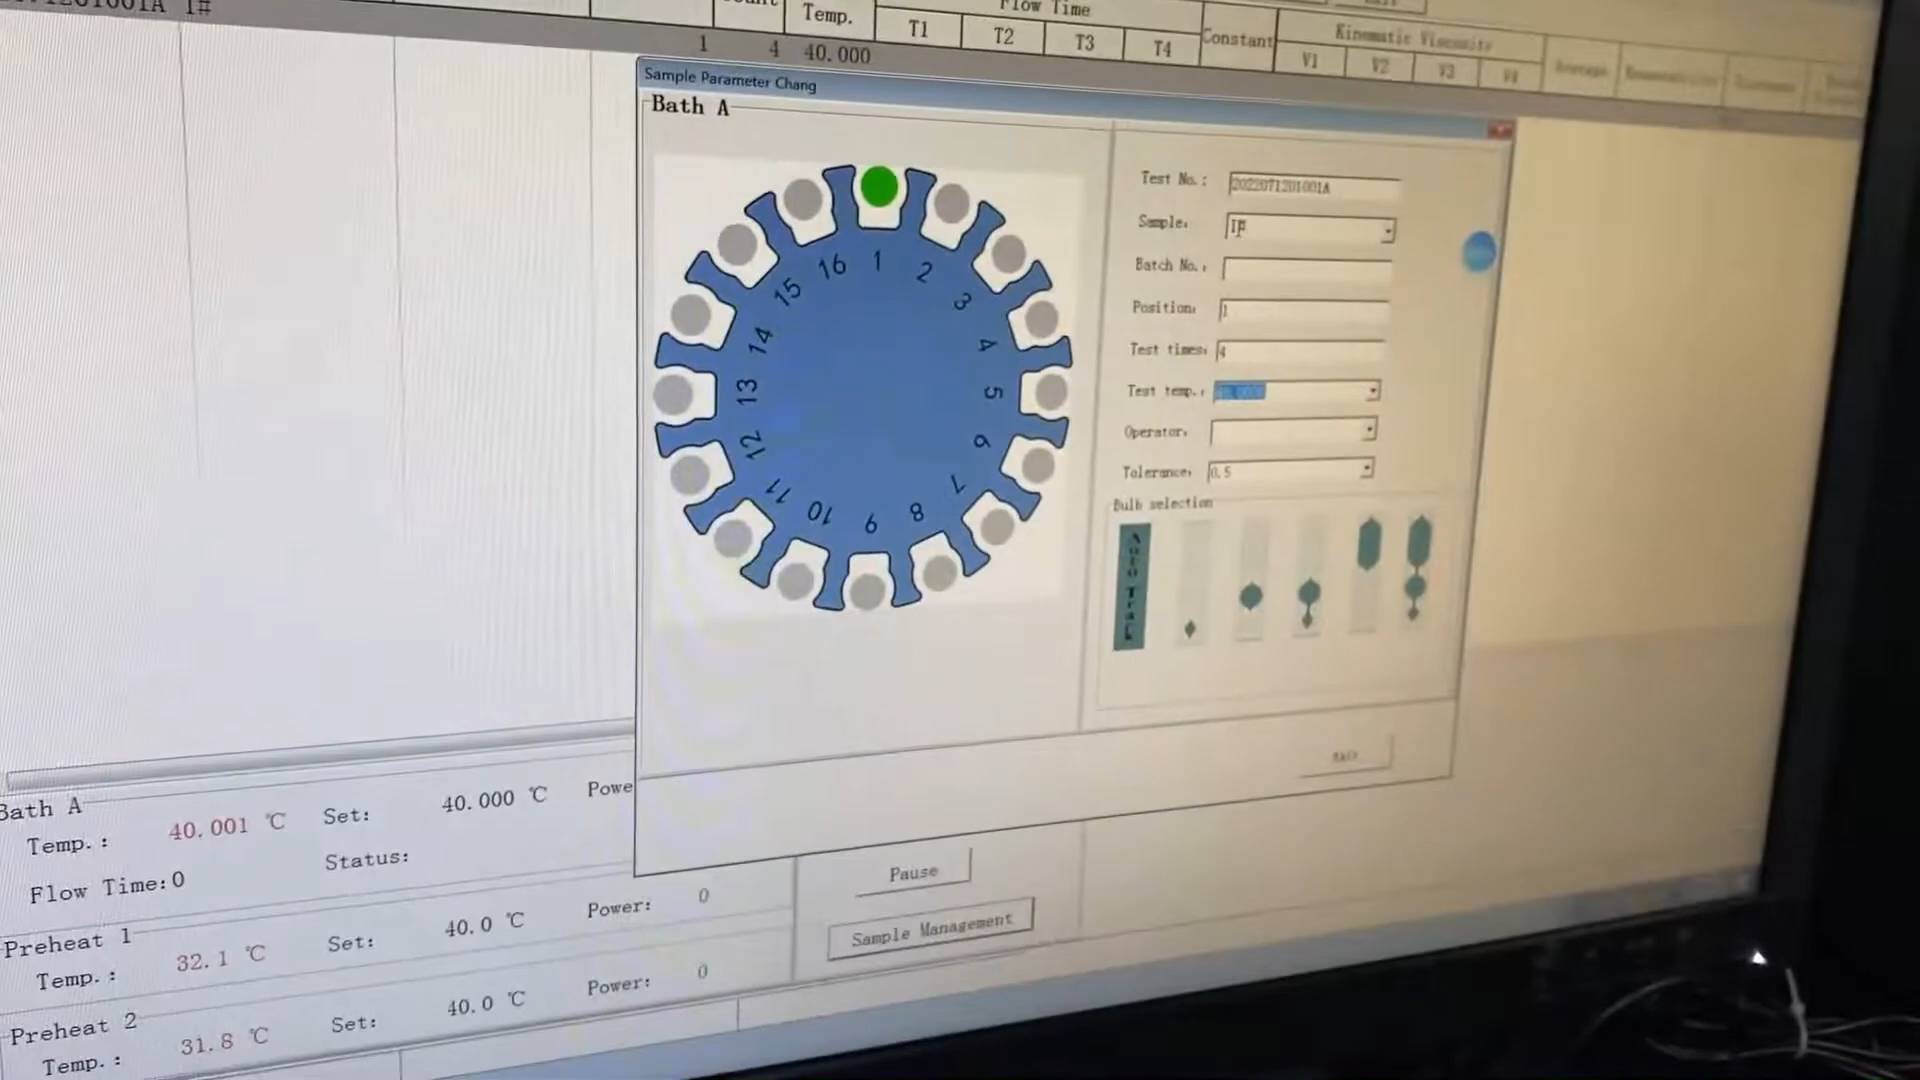 Flow Time
Temp.
T1
T2
T3
T4
Constant
Kinematic Viscosity
V1
V2
V3
V4
1
4
40.000
Sample Parameter Chang
Bath A
1
2
3
4
5
6
7
8
9
10
11
12
13
14
15
16
Test No.:
2022071201001A
Sample:
Batch No.:
Position:
1
Test times:
4
Test temp.:
Operator:
Tolerance:
0.5
Bulb selection
Auto Track
Bath A
Temp.:
40.001 ℃
Set:
40.000 ℃
Flow Time:0
Status:
Preheat 1
Temp.:
32.1 ℃
Set:
40.0 ℃
Power:
0
Preheat 2
Temp.:
31.8 ℃
Set:
40.0 ℃
Power:
0
Pause
Sample Management